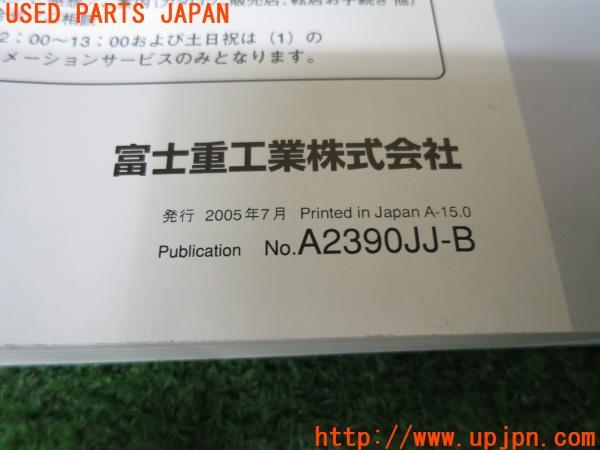 USED PARTS JAPAN
2：00～13：00および土日祝は（1）の
メーションサービスのみとなります。
富士重工業株式会社
発行 2005年7月 Printed in Japan A-15.0
Publication No.A2390JJ-B
http://www.upjpn.com/